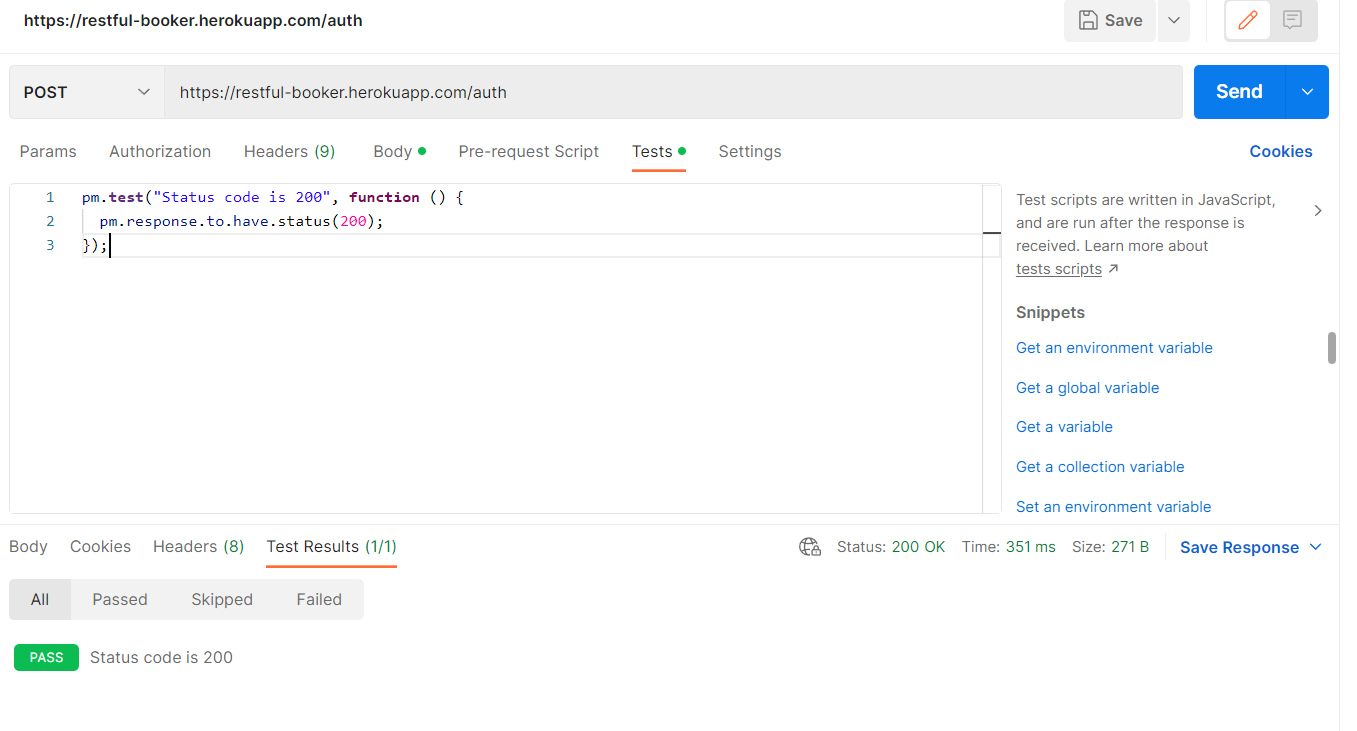 https://restful-booker.herokuapp.com/auth
Save
POST
https://restful-booker.herokuapp.com/auth
Send
Params Authorization Headers (9) Body Pre-request Script Tests Settings Cookies
1 pm.test("Status code is 200", function () {
2 pm.response.to.have.status(200);
3 });
Test scripts are written in JavaScript,
and are run after the response is
received. Learn more about
tests scripts
Snippets
Get an environment variable
Get a global variable
Get a variable
Get a collection variable
Set an environment variable
Body Cookies Headers (8) Test Results (1/1) Status: 200 OK Time: 351 ms Size: 271 B Save Response
All Passed Skipped Failed
PASS Status code is 200